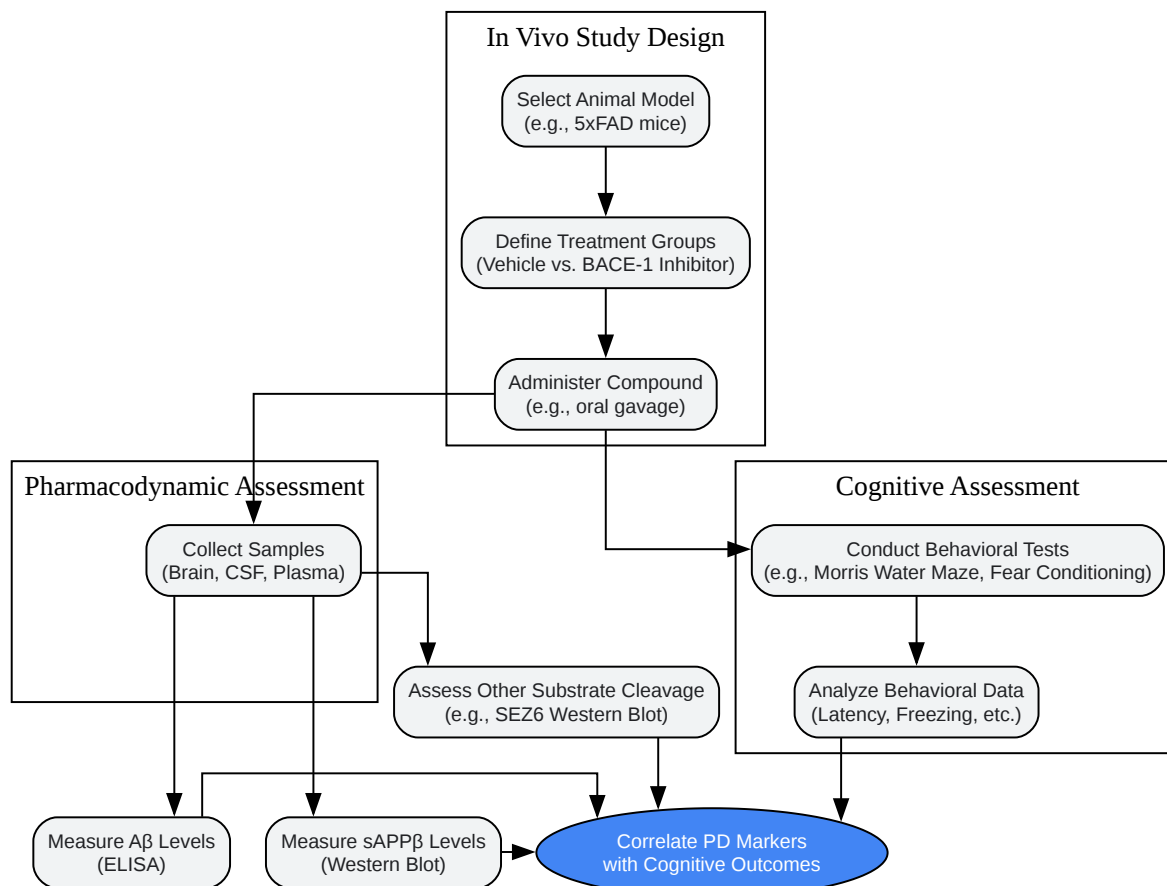 In Vivo Study Design
Select Animal Model
(e.g., 5xFAD mice)
Define Treatment Groups
(Vehicle vs. BACE-1 Inhibitor)
Administer Compound
(e.g., oral gavage)
Pharmacodynamic Assessment
Collect Samples
(Brain, CSF, Plasma)
Cognitive Assessment
Conduct Behavioral Tests
(e.g., Morris Water Maze, Fear Conditioning)
Assess Other Substrate Cleavage
(e.g., SEZ6 Western Blot)
Analyze Behavioral Data
(Latency, Freezing, etc.)
Measure Aβ Levels
(ELISA)
Measure sAPPβ Levels
(Western Blot)
Correlate PD Markers
with Cognitive Outcomes